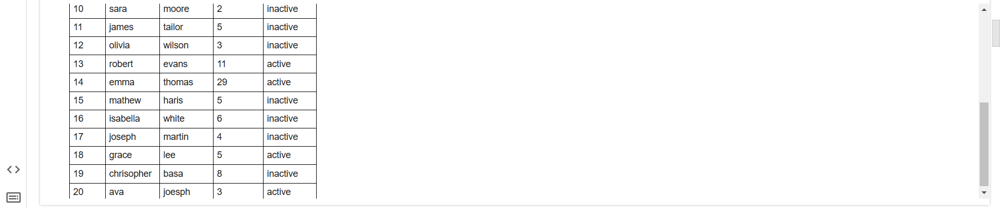 10 sara moore 2 inactive
11 james tailor 5 inactive
12 olivia wilson 3 inactive
13 robert evans 11 active
14 emma thomas 29 active
15 mathew haris 5 inactive
16 isabella white 6 inactive
17 joseph martin 4 inactive
18 grace lee 5 active
19 chrisopher basa 8 inactive
20 ava joesph 3 active